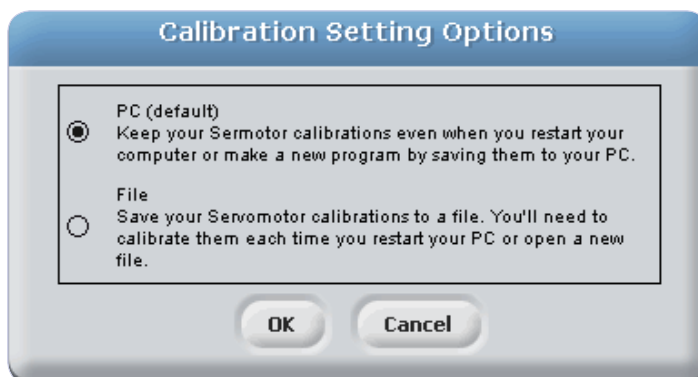 Calibration Setting Options
PC (default)
Keep your Sermotor calibrations even when you restart your
computer or make a new program by saving them to your PC.
File
Save your Servomotor calibrations to a file. You'll need to
calibrate them each time you restart your PC or open a new
file.
OK Cancel